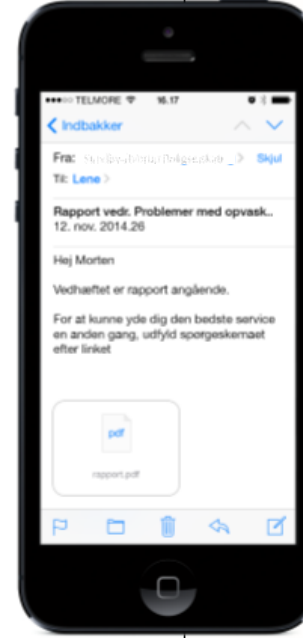 TELMORE 16.17
Indbakker
Fra: Skjul
Til: Lene
Rapport vedr. Problemer med opvask..
12. nov. 2014.26
Hej Morten
Vedhæftet er rapport angående.
For at kunne yde dig den bedste service
en anden gang, udfyld spørgeskemaet
efter linket
pdf
rapport.pdf